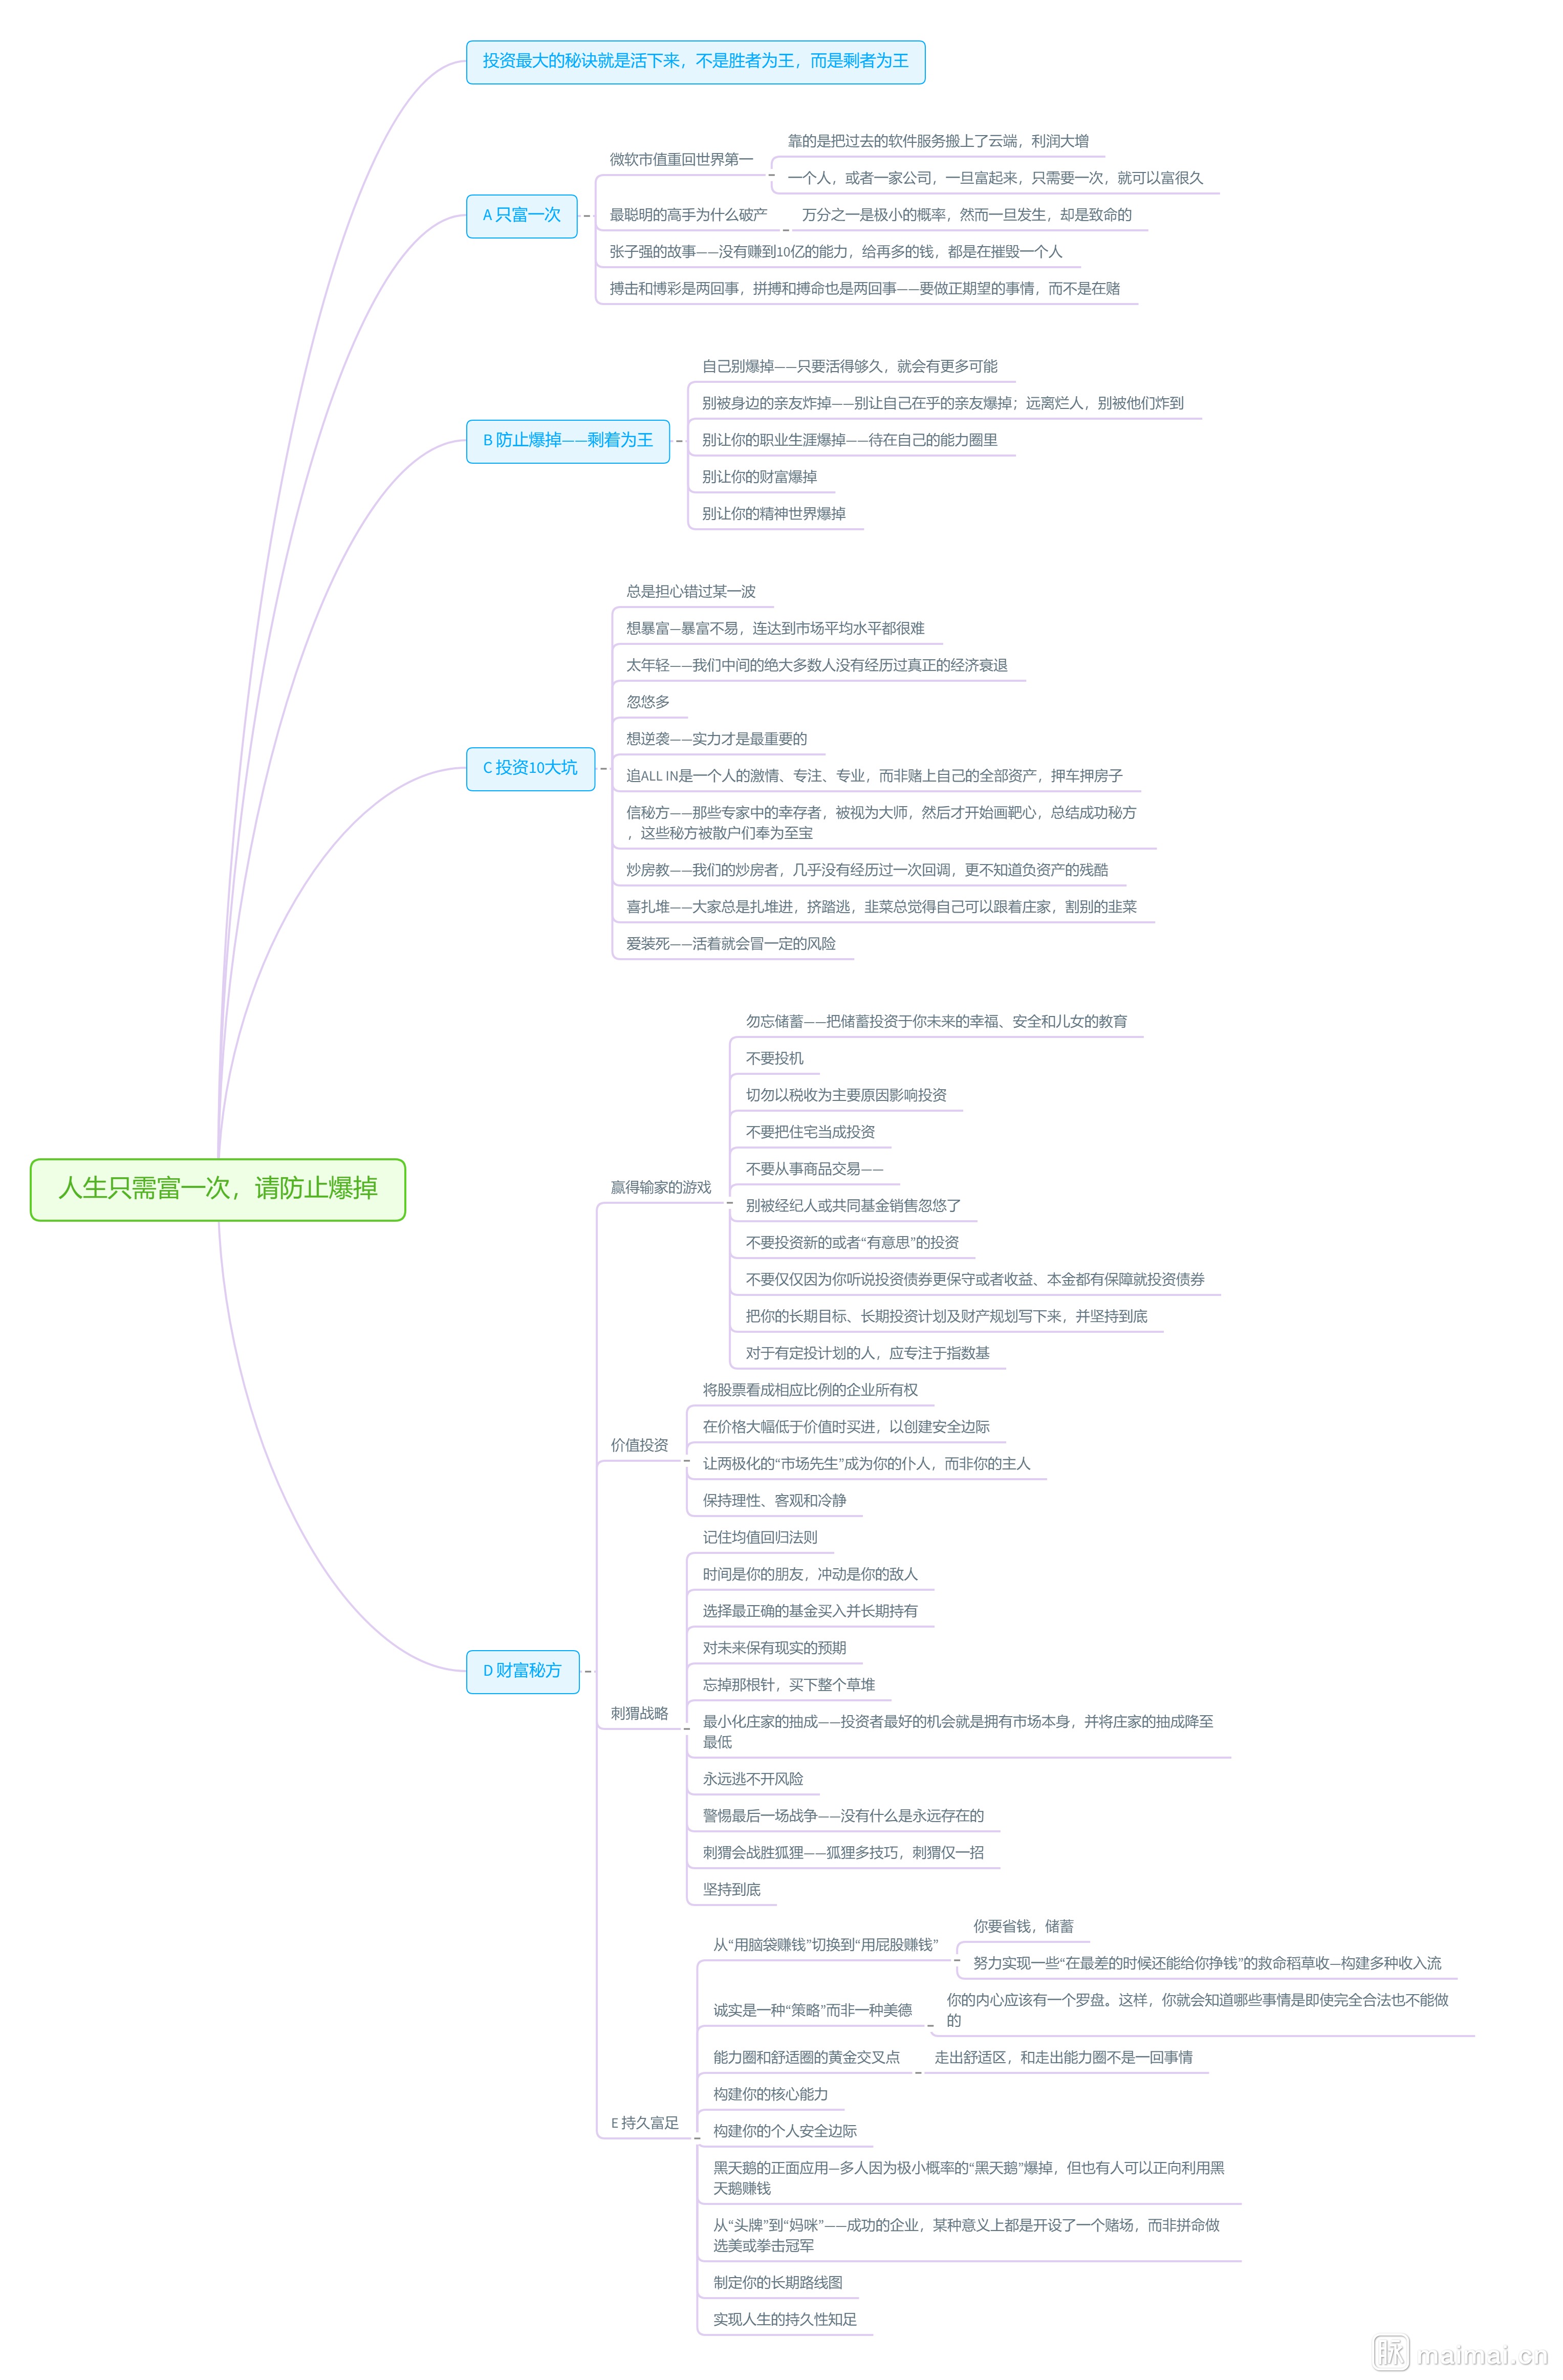 投资最大的秘诀就是活下来，不是胜者为王，而是剩者为王
A 只富一次
微软市值重回世界第一
靠的是把过去的软件服务搬上了云端，利润大增
一个人，或者一家公司，一旦富起来，只需要一次，就可以富很久
最聪明的高手为什么破产
万分之一是极小的概率，然而一旦发生，却是致命的
张子强的故事——没有赚到10亿的能力，给再多的钱，都是在摧毁一个人
搏击和博彩是两回事，拼搏和搏命也是两回事——要做正期望的事情，而不是在赌
B 防止爆掉——剩着为王
自己别爆掉——只要活得够久，就会有更多可能
别被身边的亲友炸掉——别让自己在乎的亲友爆掉；远离烂人，别被他们炸到
别让你的职业生涯爆掉——待在自己的能力圈里
别让你的财富爆掉
别让你的精神世界爆掉
C 投资10大坑
总是担心错过某一波
想暴富—暴富不易，连达到市场平均水平都很难
太年轻——我们中间的绝大多数人没有经历过真正的经济衰退
忽悠多
想逆袭——实力才是最重要的
追ALL IN是一个人的激情、专注、专业，而非赌上自己的全部资产，押车押房子
信秘方——那些专家中的幸存者，被视为大师，然后才开始画靶心，总结成功秘方
，这些秘方被散户们奉为至宝
炒房教——我们的炒房者，几乎没有经历过一次回调，更不知道负资产的残酷
喜扎堆——大家总是扎堆进，挤踏逃，韭菜总觉得自己可以跟着庄家，割别的韭菜
爱装死——活着就会冒一定的风险
人生只需富一次，请防止爆掉
D 财富秘方
赢得输家的游戏
勿忘储蓄——把储蓄投资于你未来的幸福、安全和儿女的教育
不要投机
切勿以税收为主要原因影响投资
不要把住宅当成投资
不要从事商品交易——
别被经纪人或共同基金销售忽悠了
不要投资新的或者“有意思”的投资
不要仅仅因为你听说投资债券更保守或者收益、本金都有保障就投资债券
把你的长期目标、长期投资计划及财产规划写下来，并坚持到底
对于有定投计划的人，应专注于指数基
价值投资
将股票看成相应比例的企业所有权
在价格大幅低于价值时买进，以创建安全边际
让两极化的“市场先生”成为你的仆人，而非你的主人
保持理性、客观和冷静
刺猬战略
记住均值回归法则
时间是你的朋友，冲动是你的敌人
选择最正确的基金买入并长期持有
对未来保有现实的预期
忘掉那根针，买下整个草堆
最小化庄家的抽成——投资者最好的机会就是拥有市场本身，并将庄家的抽成降至
最低
永远逃不开风险
警惕最后一场战争——没有什么是永远存在的
刺猬会战胜狐狸——狐狸多技巧，刺猬仅一招
坚持到底
E 持久富足
从“用脑袋赚钱”切换到“用屁股赚钱”
你要省钱，储蓄
努力实现一些“在最差的时候还能给你挣钱”的救命稻草收—构建多种收入流
诚实是一种“策略”而非一种美德
你的内心应该有一个罗盘。这样，你就会知道哪些事情是即使完全合法也不能做
的
能力圈和舒适圈的黄金交叉点
走出舒适区，和走出能力圈不是一回事情
构建你的核心能力
构建你的个人安全边际
黑天鹅的正面应用—多人因为极小概率的“黑天鹅”爆掉，但也有人可以正向利用黑
天鹅赚钱
从“头牌”到“妈咪”——成功的企业，某种意义上都是开设了一个赌场，而非拼命做
选美或拳击冠军
制定你的长期路线图
实现人生的持久性知足
脉 maimai.cn